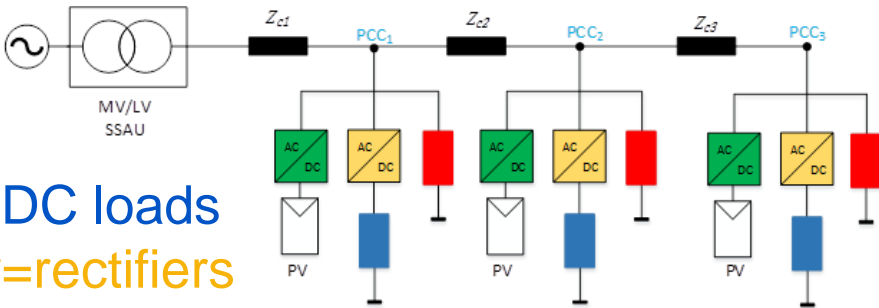 Zc1
Zc2
Zc3
PCC1
PCC2
PCC3
MV/LV
SSAU
AC
DC
AC
DC
AC
DC
AC
DC
AC
DC
AC
DC
PV
PV
PV
DC loads
=rectifiers